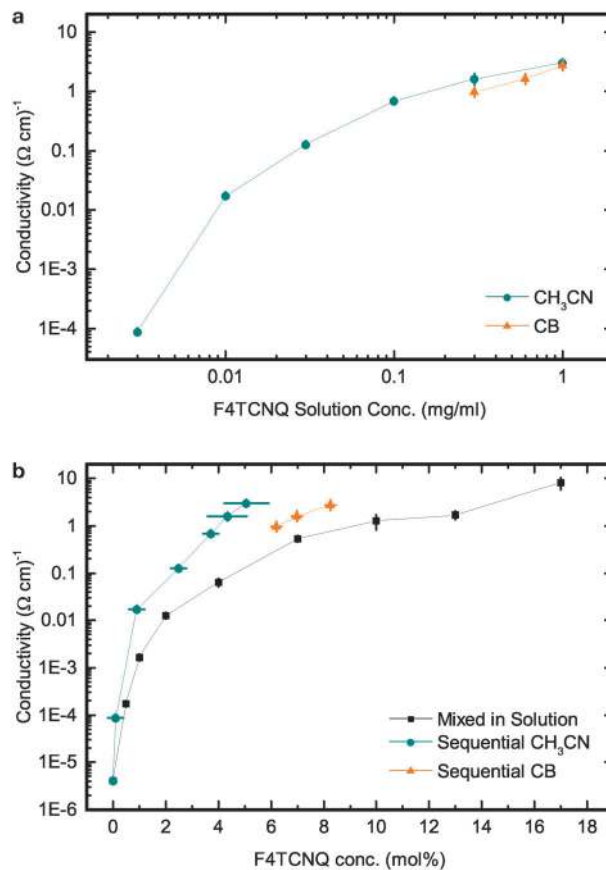 a
10
1
0.1
0.01
1E-3
1E-4
Conductivity (Ω cm)⁻¹
CH₃CN
CB
0.01 0.1 1
F4TCNQ Solution Conc. (mg/ml)
b
10
1
0.1
0.01
1E-3
1E-4
1E-5
1E-6
Conductivity (Ω cm)⁻¹
Mixed in Solution
Sequential CH₃CN
Sequential CB
0 2 4 6 8 10 12 14 16 18
F4TCNQ conc. (mol%)